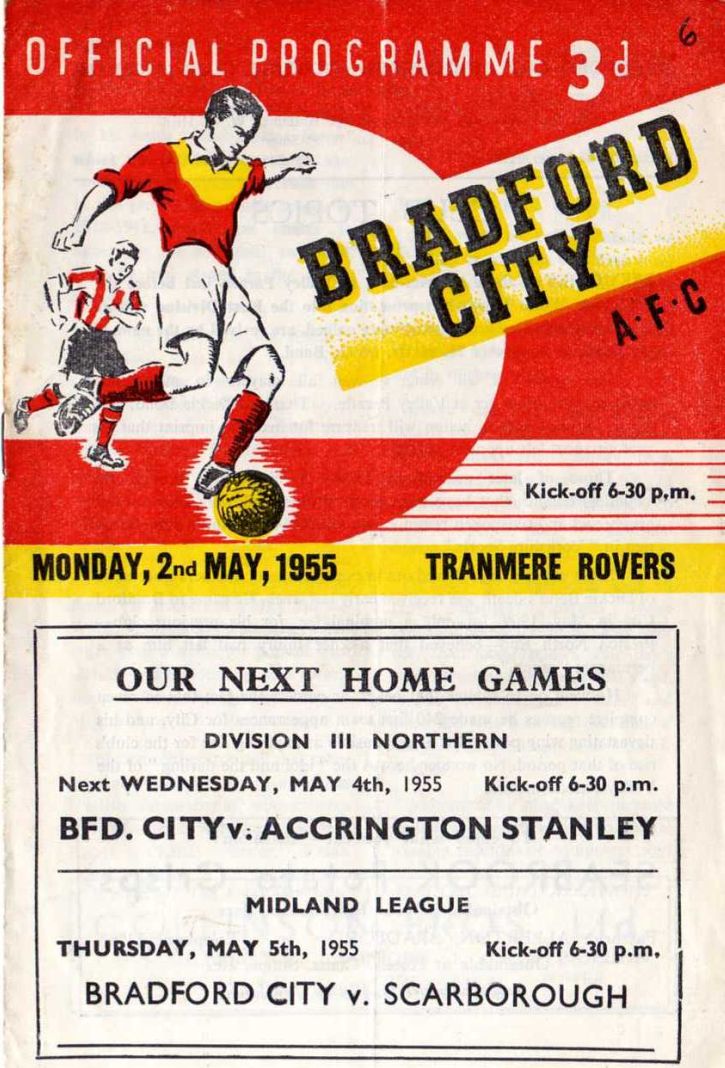 6
OFFICIAL PROGRAMME 3d
BRADFORD
CITY
A·F·C
Kick-off 6-30 p.m.
MONDAY, 2nd MAY, 1955 TRANMERE ROVERS
OUR NEXT HOME GAMES
DIVISION III NORTHERN
Next WEDNESDAY, MAY 4th, 1955 Kick-off 6-30 p.m.
BFD. CITY v. ACCRINGTON STANLEY
MIDLAND LEAGUE
THURSDAY, MAY 5th, 1955 Kick-off 6-30 p.m.
BRADFORD CITY v. SCARBOROUGH